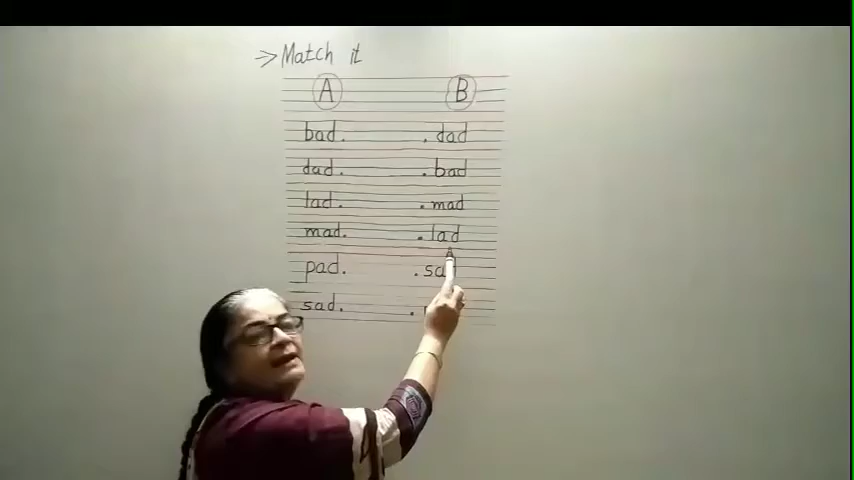 ⇒ Match it
A B
bad. . dad
dad. . bad
lad. . mad
mad. . lad
pad.
sad.